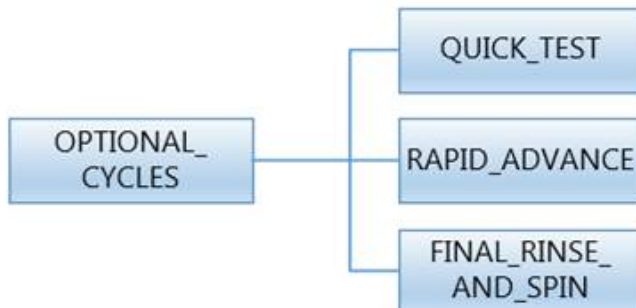 QUICK_TEST
OPTIONAL_
CYCLES
RAPID_ADVANCE
FINAL_RINSE_
AND_SPIN